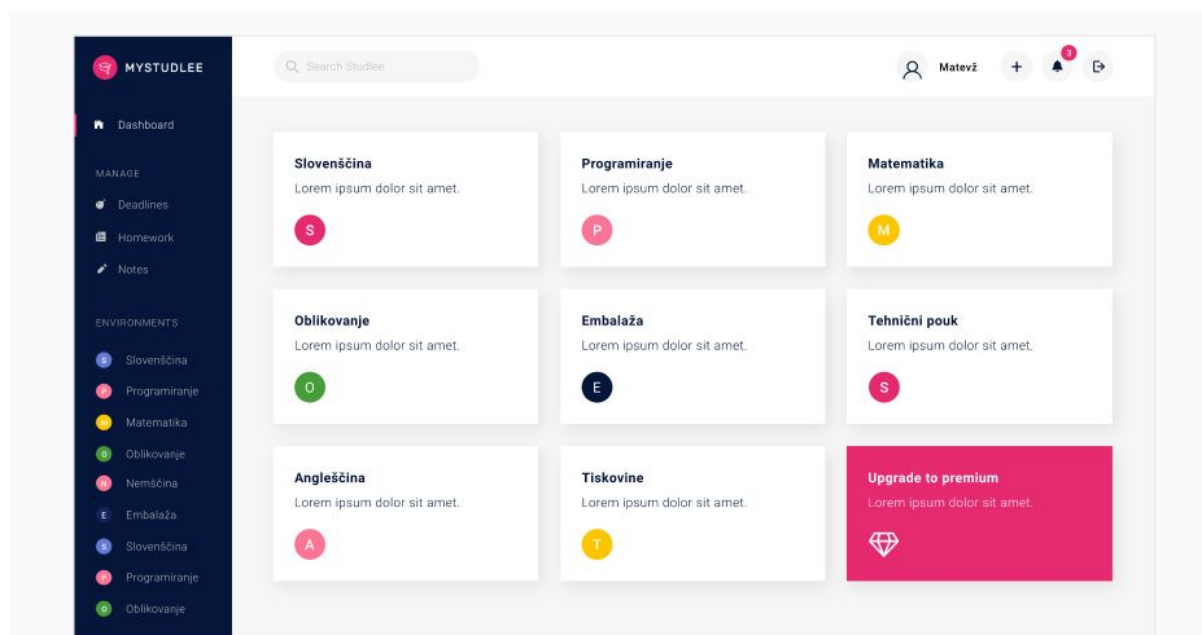 MYSTUDLEE
Search Studlee
Matevž
3
Dashboard
MANAGE
Deadlines
Homework
Notes
ENVIRONMENTS
S Slovenščina
P Programiranje
M Matematika
O Oblikovanje
N Nemščina
E Embalaža
S Slovenščina
P Programiranje
O Oblikovanje
Slovenščina
Lorem ipsum dolor sit amet.
S
Programiranje
Lorem ipsum dolor sit amet.
P
Matematika
Lorem ipsum dolor sit amet.
M
Oblikovanje
Lorem ipsum dolor sit amet.
O
Embalaža
Lorem ipsum dolor sit amet.
E
Tehnični pouk
Lorem ipsum dolor sit amet.
S
Angleščina
Lorem ipsum dolor sit amet.
A
Tiskovine
Lorem ipsum dolor sit amet.
T
Upgrade to premium
Lorem ipsum dolor sit amet.